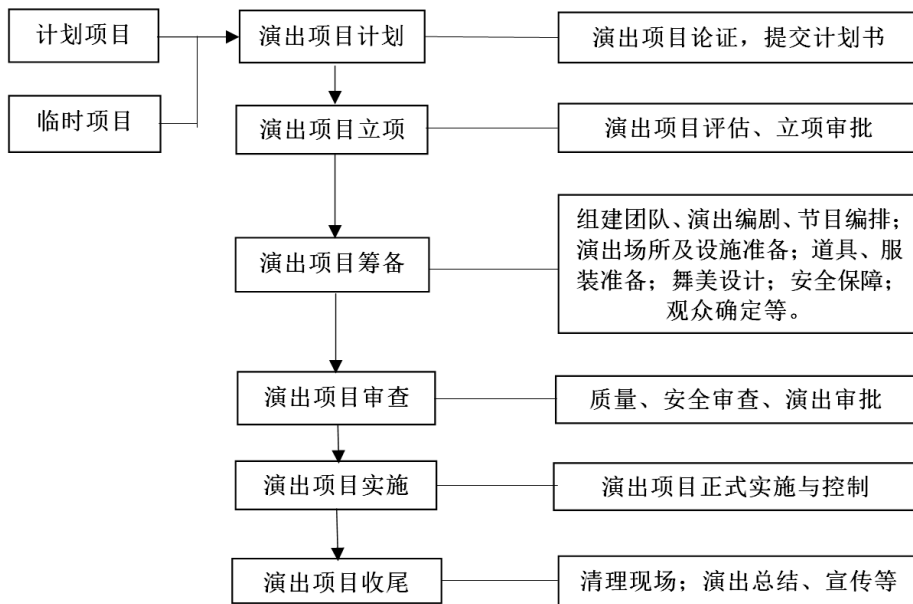 计划项目
演出项目计划
演出项目论证，提交计划书
临时项目
演出项目立项
演出项目评估、立项审批
演出项目筹备
组建团队、演出编剧、节目编排；
演出场所及设施准备；道具、服
装准备；舞美设计；安全保障；
观众确定等。
演出项目审查
质量、安全审查、演出审批
演出项目实施
演出项目正式实施与控制
演出项目收尾
清理现场；演出总结、宣传等